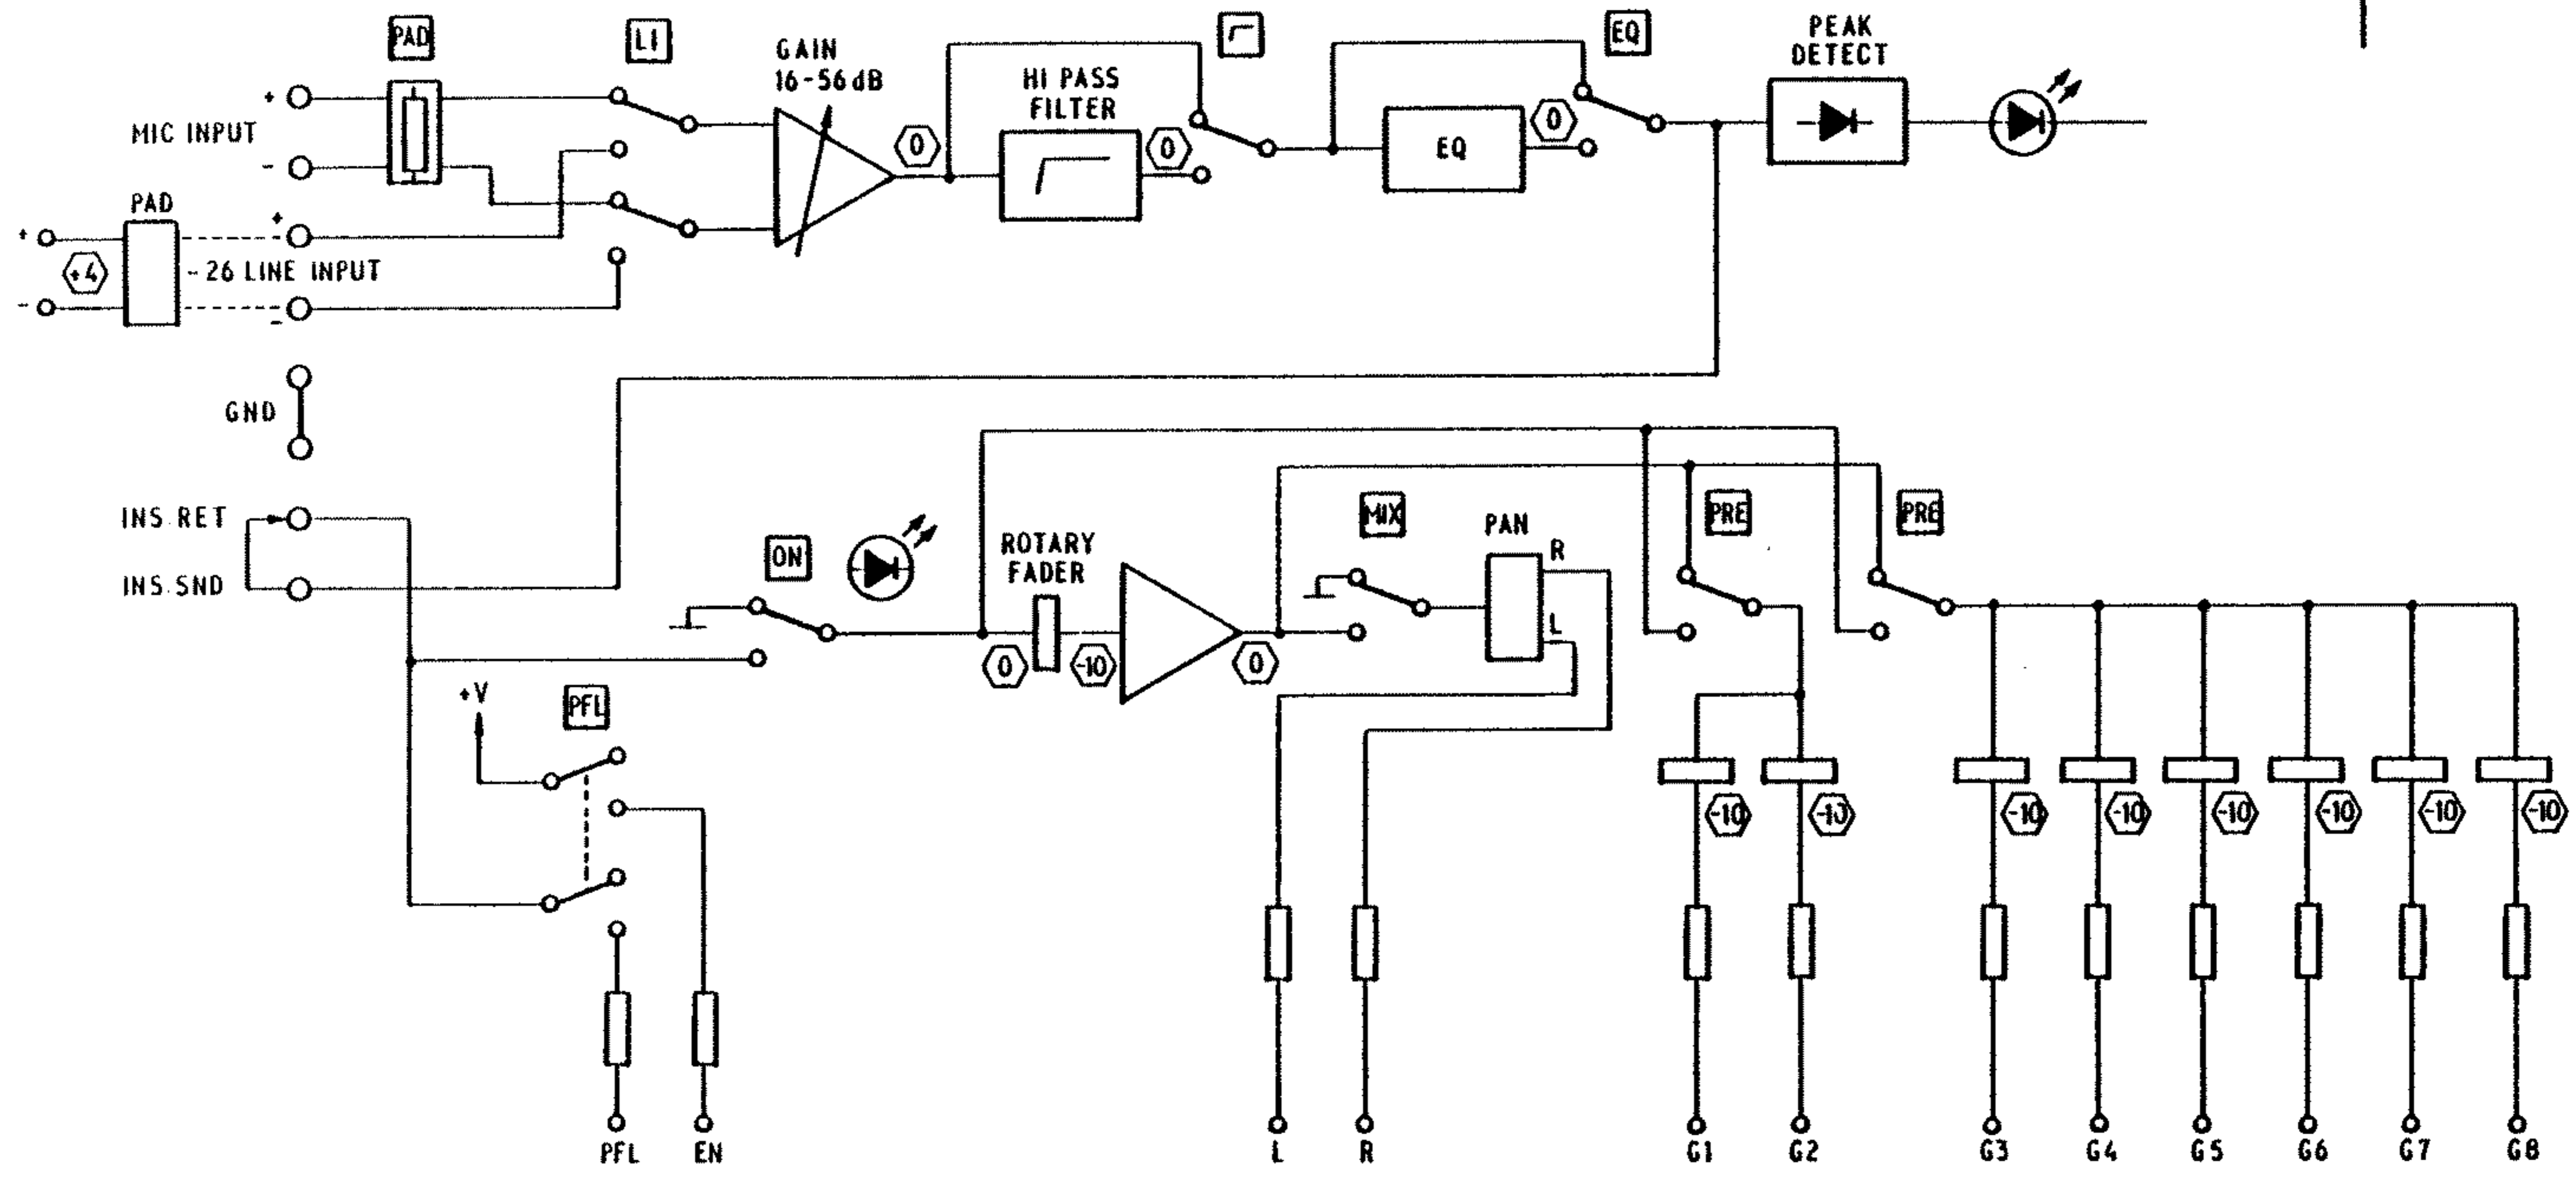 PAD
LI
GAIN
16-56 dB
HI PASS
FILTER
EQ
PEAK
DETECT
+
MIC INPUT
-
0
0
EQ
0
PAD
+
+
+4
-26 LINE INPUT
-
-
GND
INS. RET
INS. SND
ON
ROTARY
FADER
MIX
PAN
R
L
PRE
PRE
0
-10
0
+V
PFL
-10
-10
-10
-10
-10
-10
-10
-10
PFL
EN
L
R
G1
G2
G3
G4
G5
G6
G7
G8